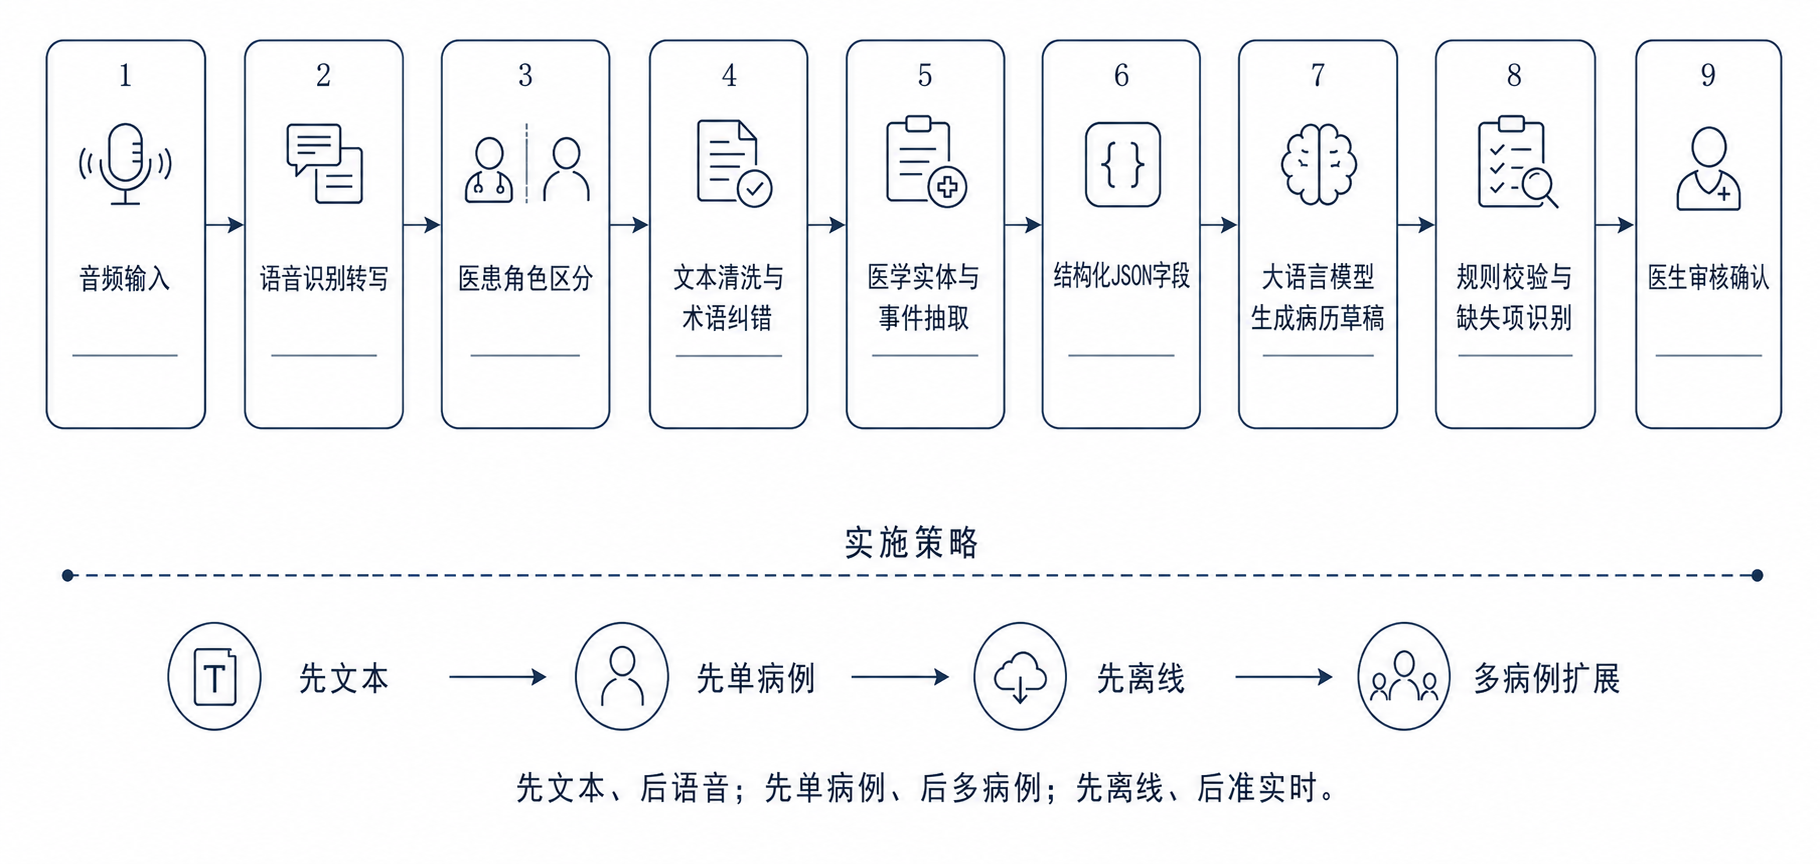 1
音频输入
2
语音识别转写
3
医患角色区分
4
文本清洗与
术语纠错
5
医学实体与
事件抽取
6
{ }
结构化JSON字段
7
大语言模型
生成病历草稿
8
规则校验与
缺失项识别
9
医生审核确认
实施策略
T
先文本
先单病例
先离线
多病例扩展
先文本、后语音；先单病例、后多病例；先离线、后准实时。